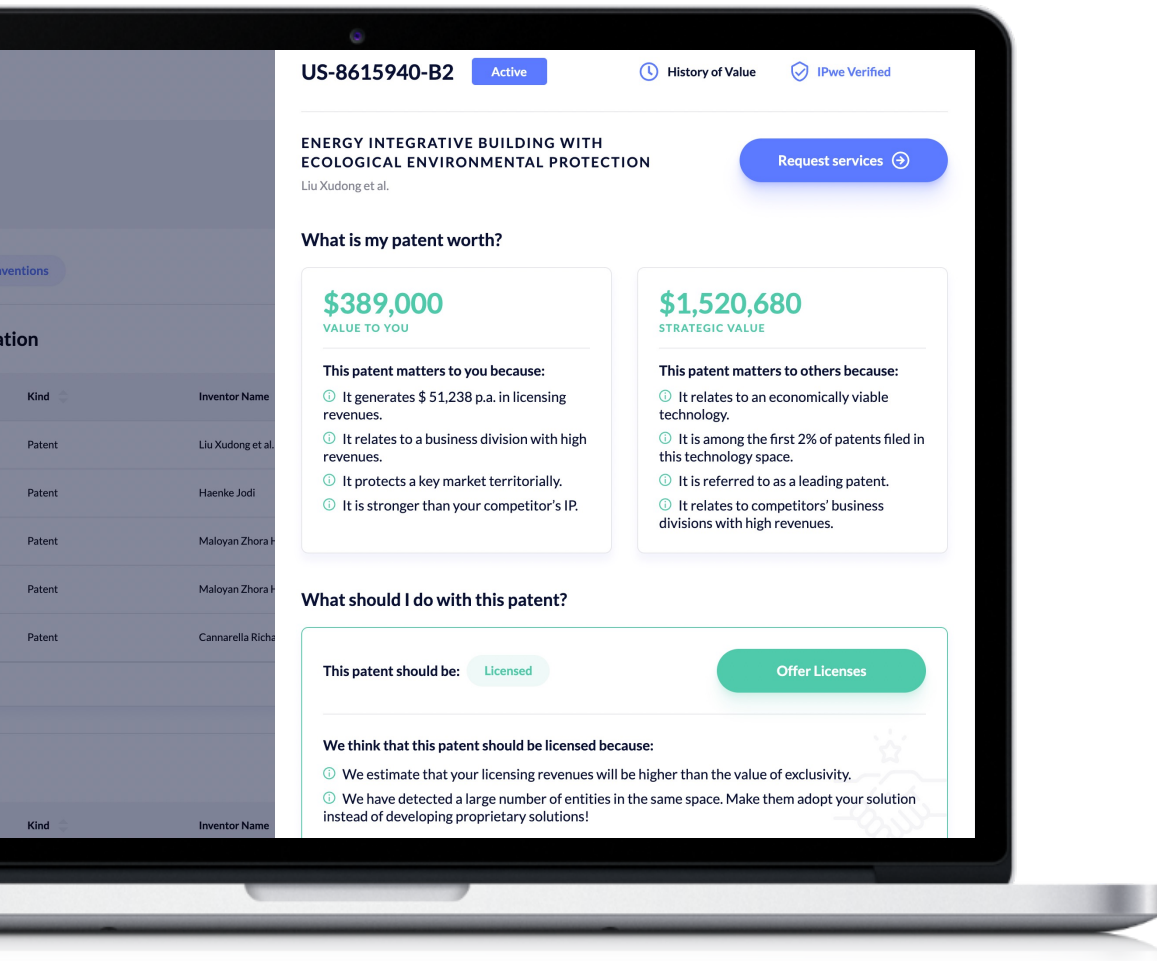 US-8615940-B2
Active
History of Value
IPwe Verified
ENERGY INTEGRATIVE BUILDING WITH
ECOLOGICAL ENVIRONMENTAL PROTECTION
Liu Xudong et al.
Request services
What is my patent worth?
$389,000
VALUE TO YOU
This patent matters to you because:
It generates $ 51,238 p.a. in licensing
revenues.
It relates to a business division with high
revenues.
It protects a key market territorially.
It is stronger than your competitor's IP.
$1,520,680
STRATEGIC VALUE
This patent matters to others because:
It relates to an economically viable
technology.
It is among the first 2% of patents filed in
this technology space.
It is referred to as a leading patent.
It relates to competitors' business
divisions with high revenues.
What should I do with this patent?
This patent should be: Licensed
Offer Licenses
We think that this patent should be licensed because:
We estimate that your licensing revenues will be higher than the value of exclusivity.
We have detected a large number of entities in the same space. Make them adopt your solution
instead of developing proprietary solutions!
ventions
ation
Kind Inventor Name
Patent Liu Xudong et al.
Patent Haenke Jodi
Patent Maloyan Zhora H
Patent Maloyan Zhora H
Patent Cannarella Richa
Kind Inventor Name